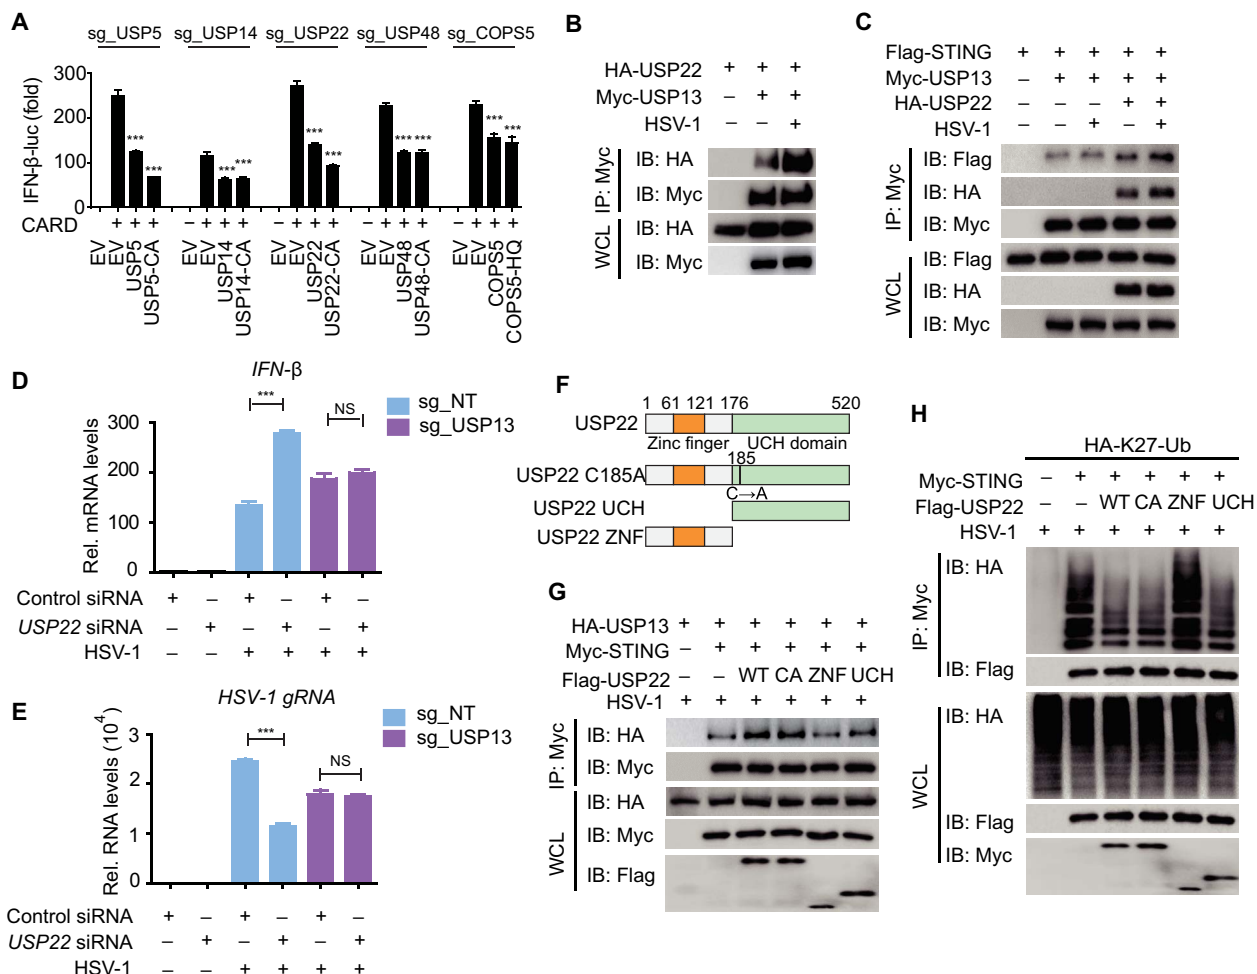 A
sg_USP5 sg_USP14 sg_USP22 sg_USP48 sg_COPS5
IFN-β-luc (fold)
300
200
100
0
*** *** *** *** *** *** *** *** *** ***
CARD – + + + – + + + – + + + – + + + – + + +
EV EV USP5 USP5-CA EV EV USP14 USP14-CA EV EV USP22 USP22-CA EV EV USP48 USP48-CA EV EV COPS5 COPS5-HQ
B
HA-USP22 + + +
Myc-USP13 – + +
HSV-1 – – +
IP: Myc
IB: HA
IB: Myc
WCL
IB: HA
IB: Myc
C
Flag-STING + + + + +
Myc-USP13 – + + + +
HA-USP22 – – – + +
HSV-1 – – + – +
IP: Myc
IB: Flag
IB: HA
IB: Myc
WCL
IB: Flag
IB: HA
IB: Myc
D
IFN-β
sg_NT
sg_USP13
Rel. mRNA levels
300
200
100
0
*** NS
Control siRNA + – + – + –
USP22 siRNA – + – + – +
HSV-1 – – + + + +
E
HSV-1 gRNA
sg_NT
sg_USP13
Rel. RNA levels (10⁴)
3
2
1
0
*** NS
Control siRNA + – + – + –
USP22 siRNA – + – + – +
HSV-1 – – + + + +
F
1 61 121 176 520
USP22
Zinc finger UCH domain
185
USP22 C185A
C→A
USP22 UCH
USP22 ZNF
G
HA-USP13 + + + + + +
Myc-STING – + + + + +
Flag-USP22 – – WT CA ZNF UCH
HSV-1 + + + + + +
IP: Myc
IB: HA
IB: Myc
WCL
IB: HA
IB: Myc
IB: Flag
H
HA-K27-Ub
Myc-STING – + + + + +
Flag-USP22 – – WT CA ZNF UCH
HSV-1 + + + + + +
IP: Myc
IB: HA
IB: Flag
WCL
IB: HA
IB: Flag
IB: Myc